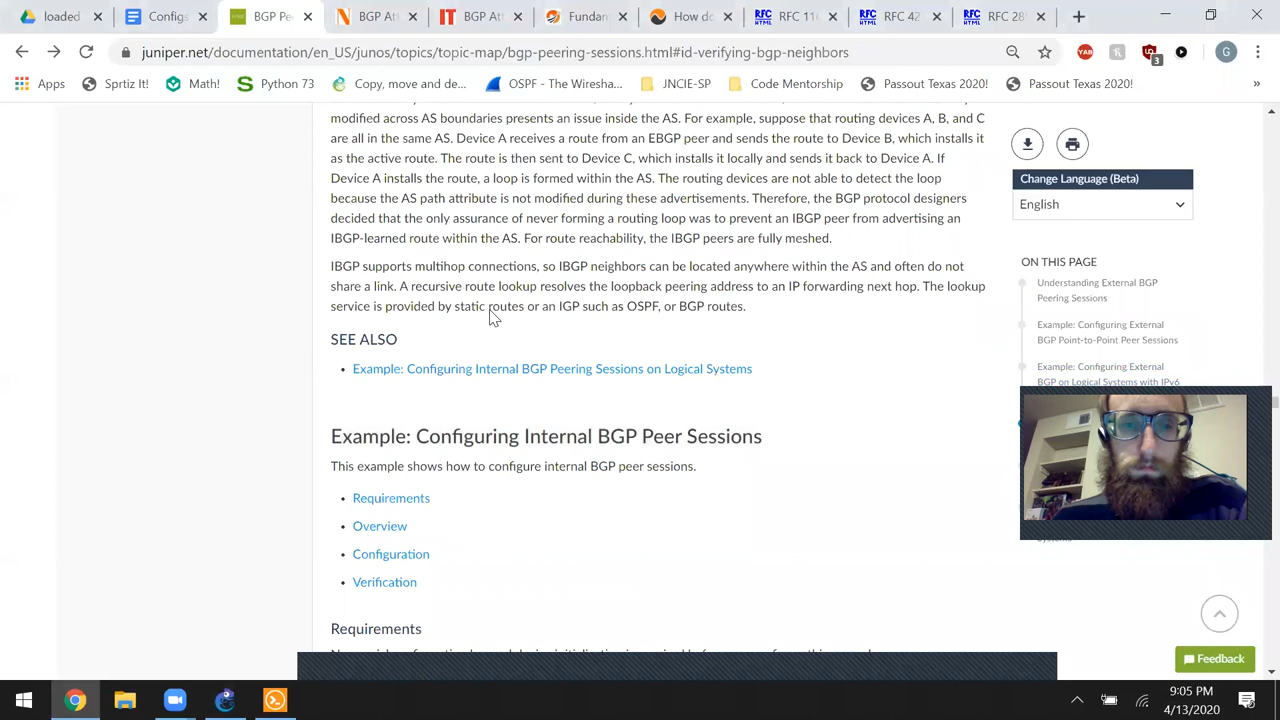 loaded
Configs
BGP Pe
BGP Att
BGP At
Fundam
How do
RFC 110
RFC 42
RFC 28
juniper.net/documentation/en_US/junos/topics/topic-map/bgp-peering-sessions.html#id-verifying-bgp-neighbors
YAB
3
G
Apps
Sprtiz It!
Math!
Python 73
Copy, move and de...
OSPF - The Wiresha...
JNCIE-SP
Code Mentorship
Passout Texas 2020!
Passout Texas 2020!
modified across AS boundaries presents an issue inside the AS. For example, suppose that routing devices A, B, and C
are all in the same AS. Device A receives a route from an EBGP peer and sends the route to Device B, which installs it
as the active route. The route is then sent to Device C, which installs it locally and sends it back to Device A. If
Device A installs the route, a loop is formed within the AS. The routing devices are not able to detect the loop
because the AS path attribute is not modified during these advertisements. Therefore, the BGP protocol designers
decided that the only assurance of never forming a routing loop was to prevent an IBGP peer from advertising an
IBGP-learned route within the AS. For route reachability, the IBGP peers are fully meshed.
IBGP supports multihop connections, so IBGP neighbors can be located anywhere within the AS and often do not
share a link. A recursive route lookup resolves the loopback peering address to an IP forwarding next hop. The lookup
service is provided by static routes or an IGP such as OSPF, or BGP routes.
SEE ALSO
Example: Configuring Internal BGP Peering Sessions on Logical Systems
Example: Configuring Internal BGP Peer Sessions
This example shows how to configure internal BGP peer sessions.
Requirements
Overview
Configuration
Verification
Requirements
Change Language (Beta)
English
ON THIS PAGE
Understanding External BGP
Peering Sessions
Example: Configuring External
BGP Point-to-Point Peer Sessions
Example: Configuring External
BGP on Logical Systems with IPv6
Feedback
9:05 PM
4/13/2020